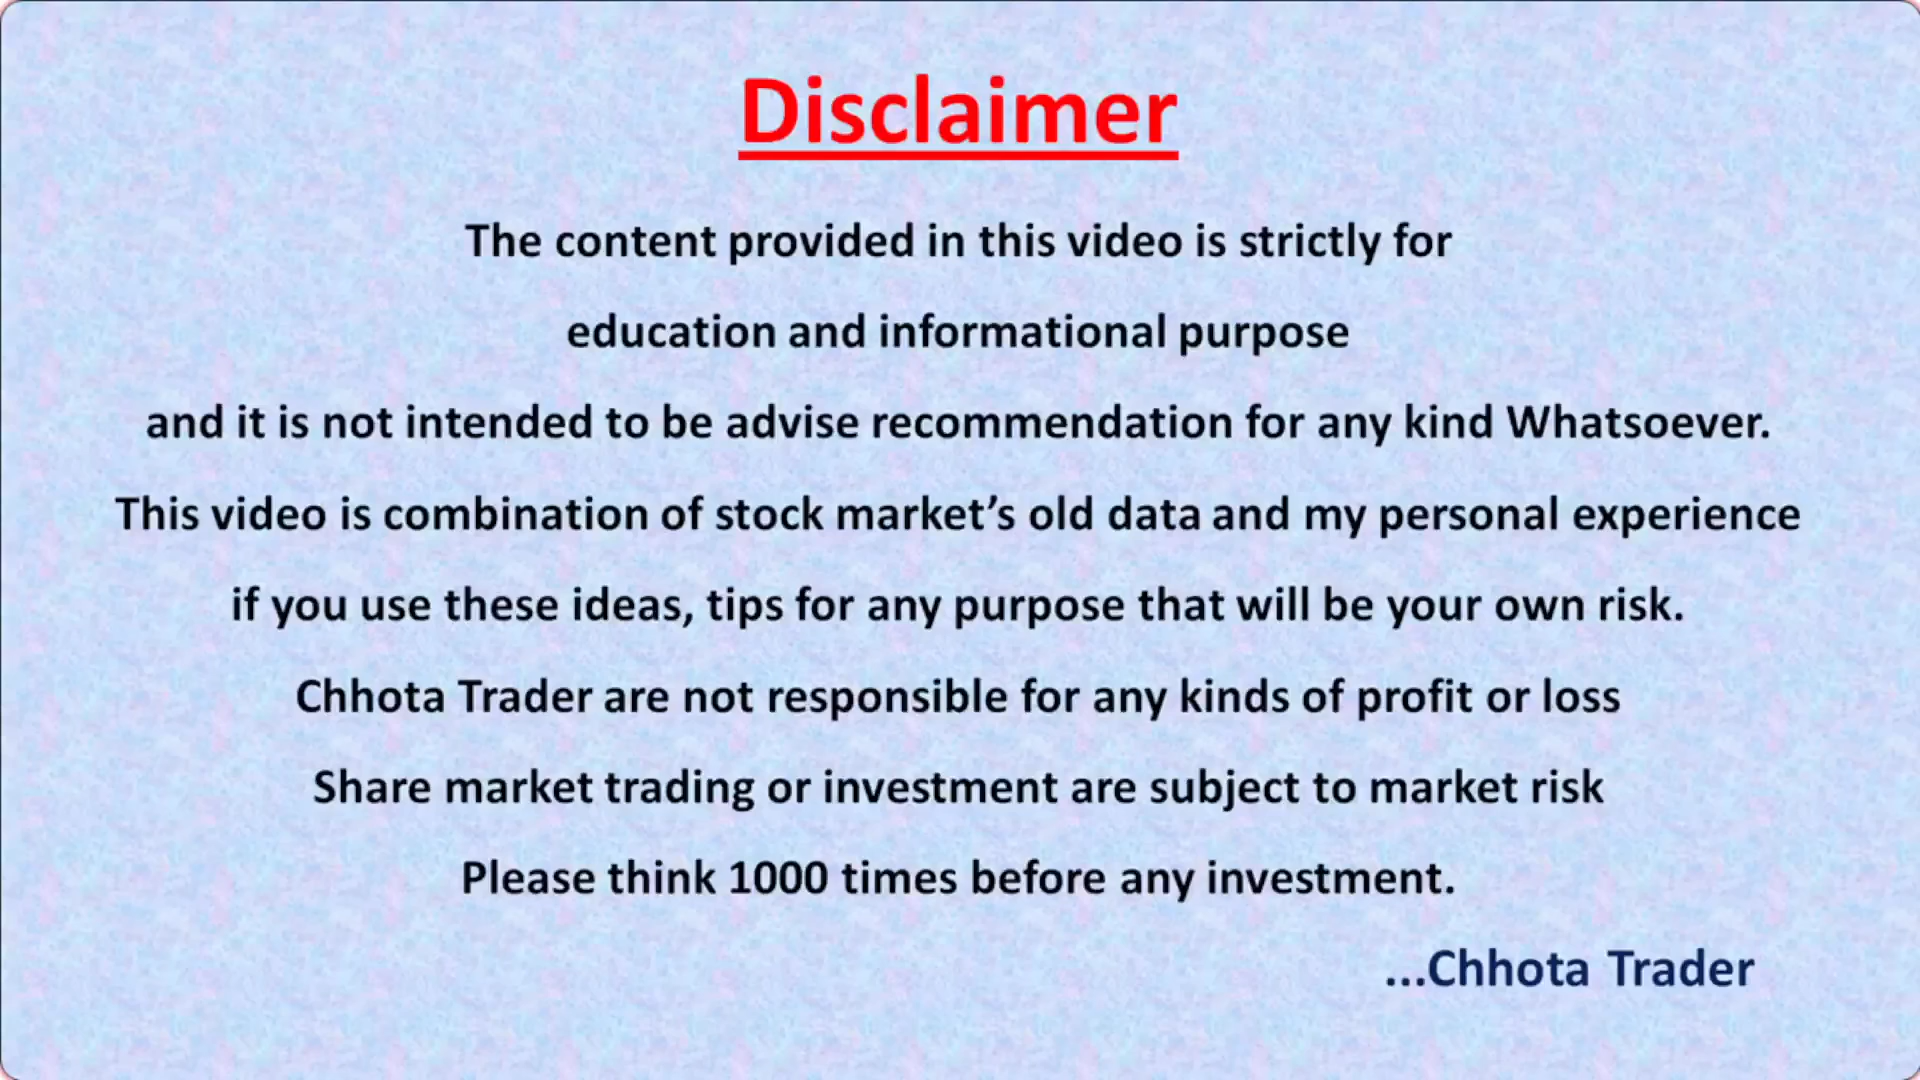 Disclaimer
The content provided in this video is strictly for
education and informational purpose
and it is not intended to be advise recommendation for any kind Whatsoever.
This video is combination of stock market’s old data and my personal experience
if you use these ideas, tips for any purpose that will be your own risk.
Chhota Trader are not responsible for any kinds of profit or loss
Share market trading or investment are subject to market risk
Please think 1000 times before any investment.
...Chhota Trader